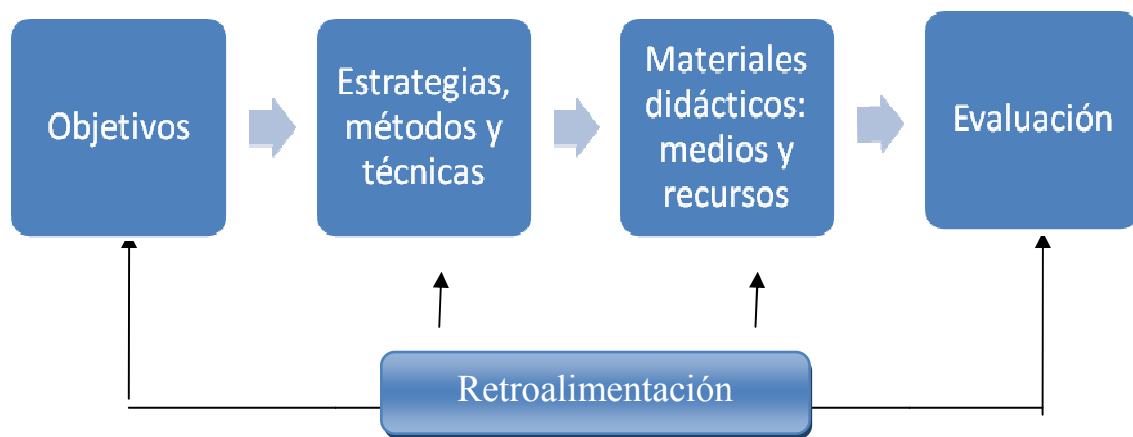 Objetivos
Estrategias,
métodos y
técnicas
Materiales
didácticos:
medios y
recursos
Evaluación
Retroalimentación